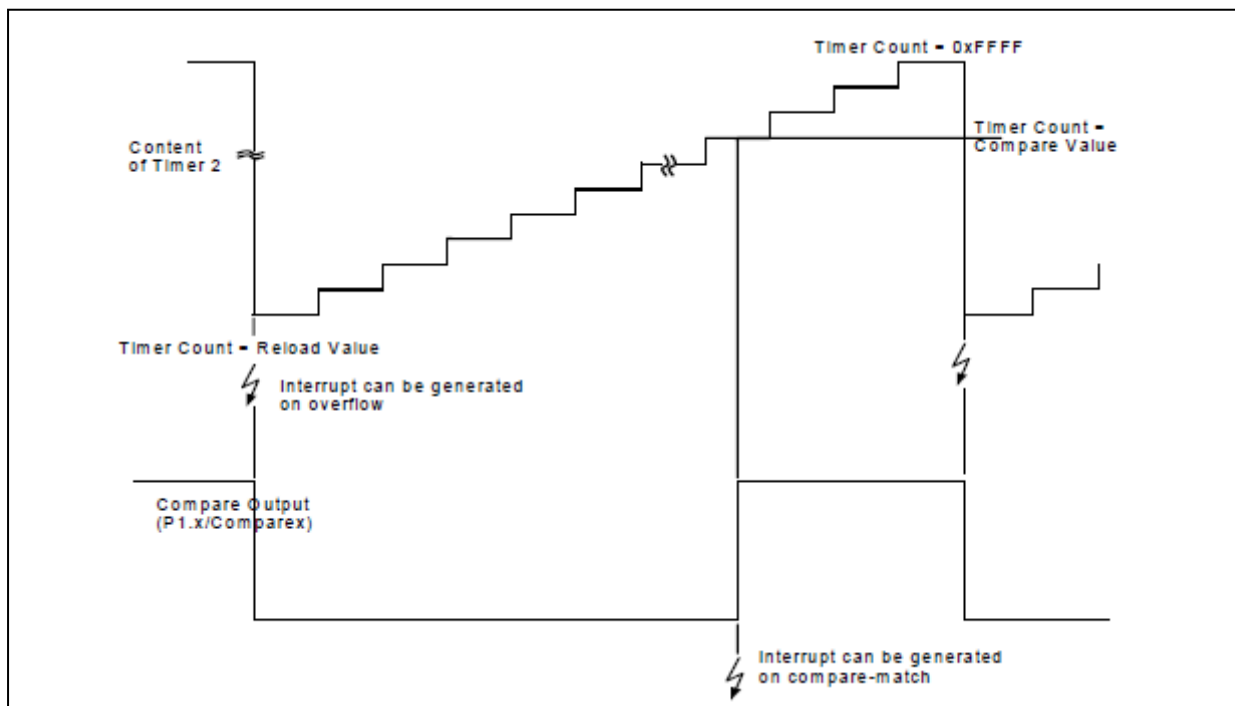 Timer Count = 0xFFFF
Content
of Timer 2
Timer Count =
Compare Value
Timer Count = Reload Value
Interrupt can be generated
on overflow
Compare Output
(P1.x/Comparex)
Interrupt can be generated
on compare-match